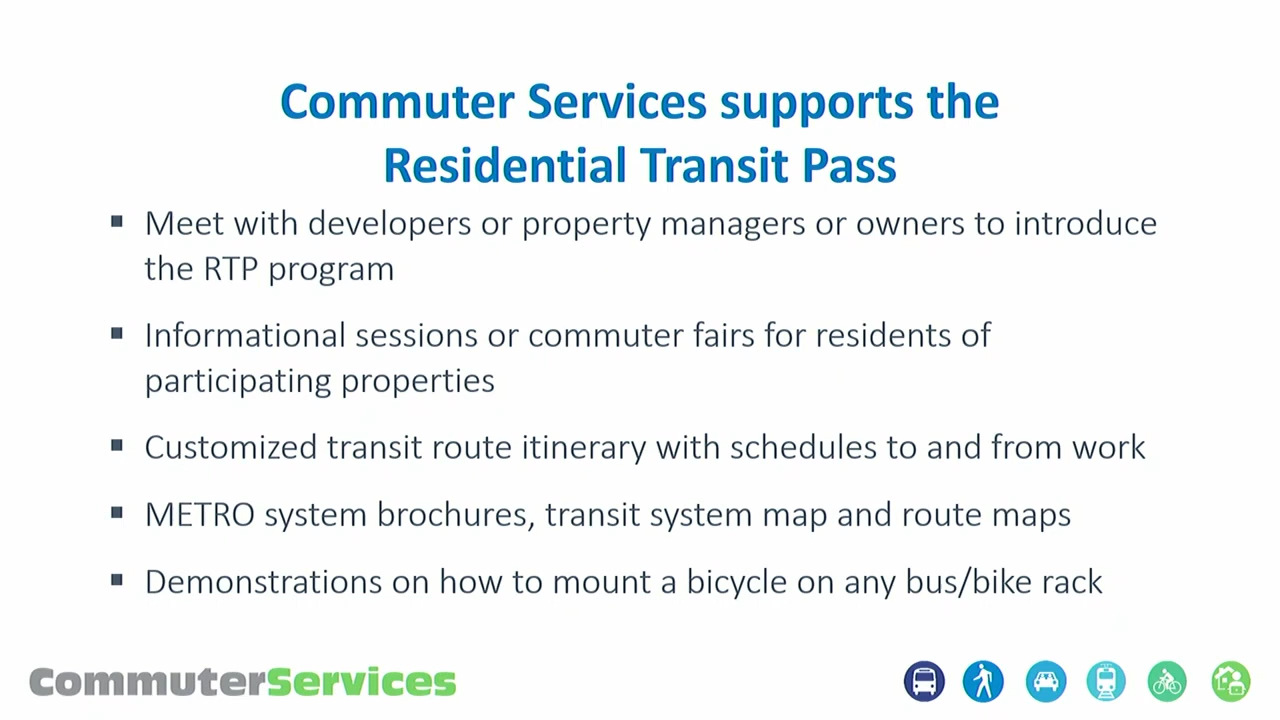 Commuter Services supports the
Residential Transit Pass
▪ Meet with developers or property managers or owners to introduce
the RTP program
▪ Informational sessions or commuter fairs for residents of
participating properties
▪ Customized transit route itinerary with schedules to and from work
▪ METRO system brochures, transit system map and route maps
▪ Demonstrations on how to mount a bicycle on any bus/bike rack
CommuterServices